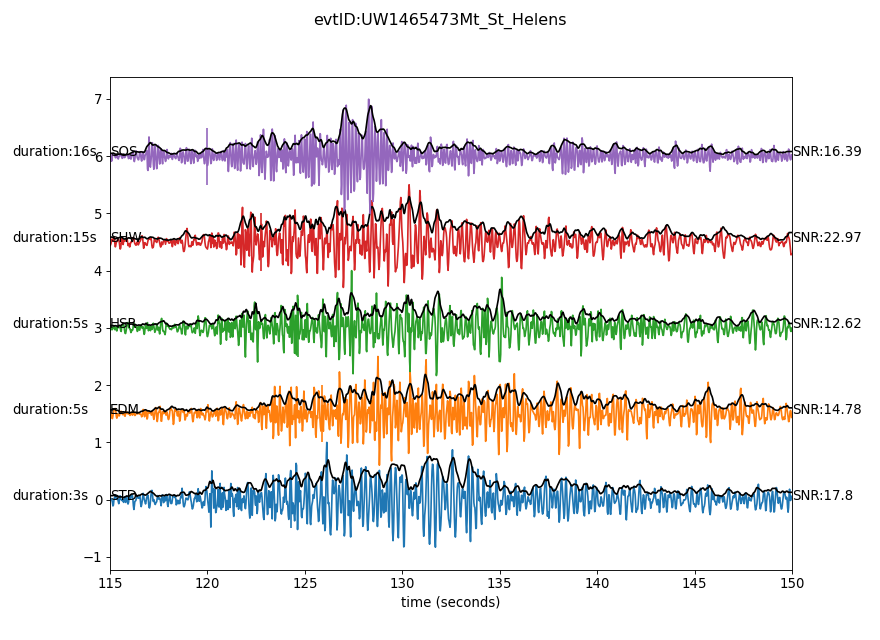 evtID:UW1465473Mt_St_Helens
7
duration:16s SOS SNR:16.39
6
5
duration:15s SHW SNR:22.97
4
duration:5s HSR SNR:12.62
3
2
duration:5s EDM SNR:14.78
1
duration:3s STD SNR:17.8
0
−1
115 120 125 130 135 140 145 150
time (seconds)